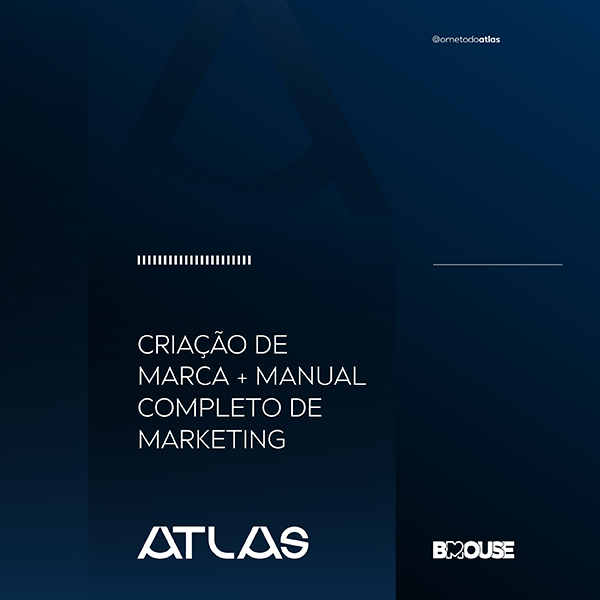 @ometodoatlas
CRIAÇÃO DE
MARCA + MANUAL
COMPLETO DE
MARKETING
ATLAS
BMOUSE